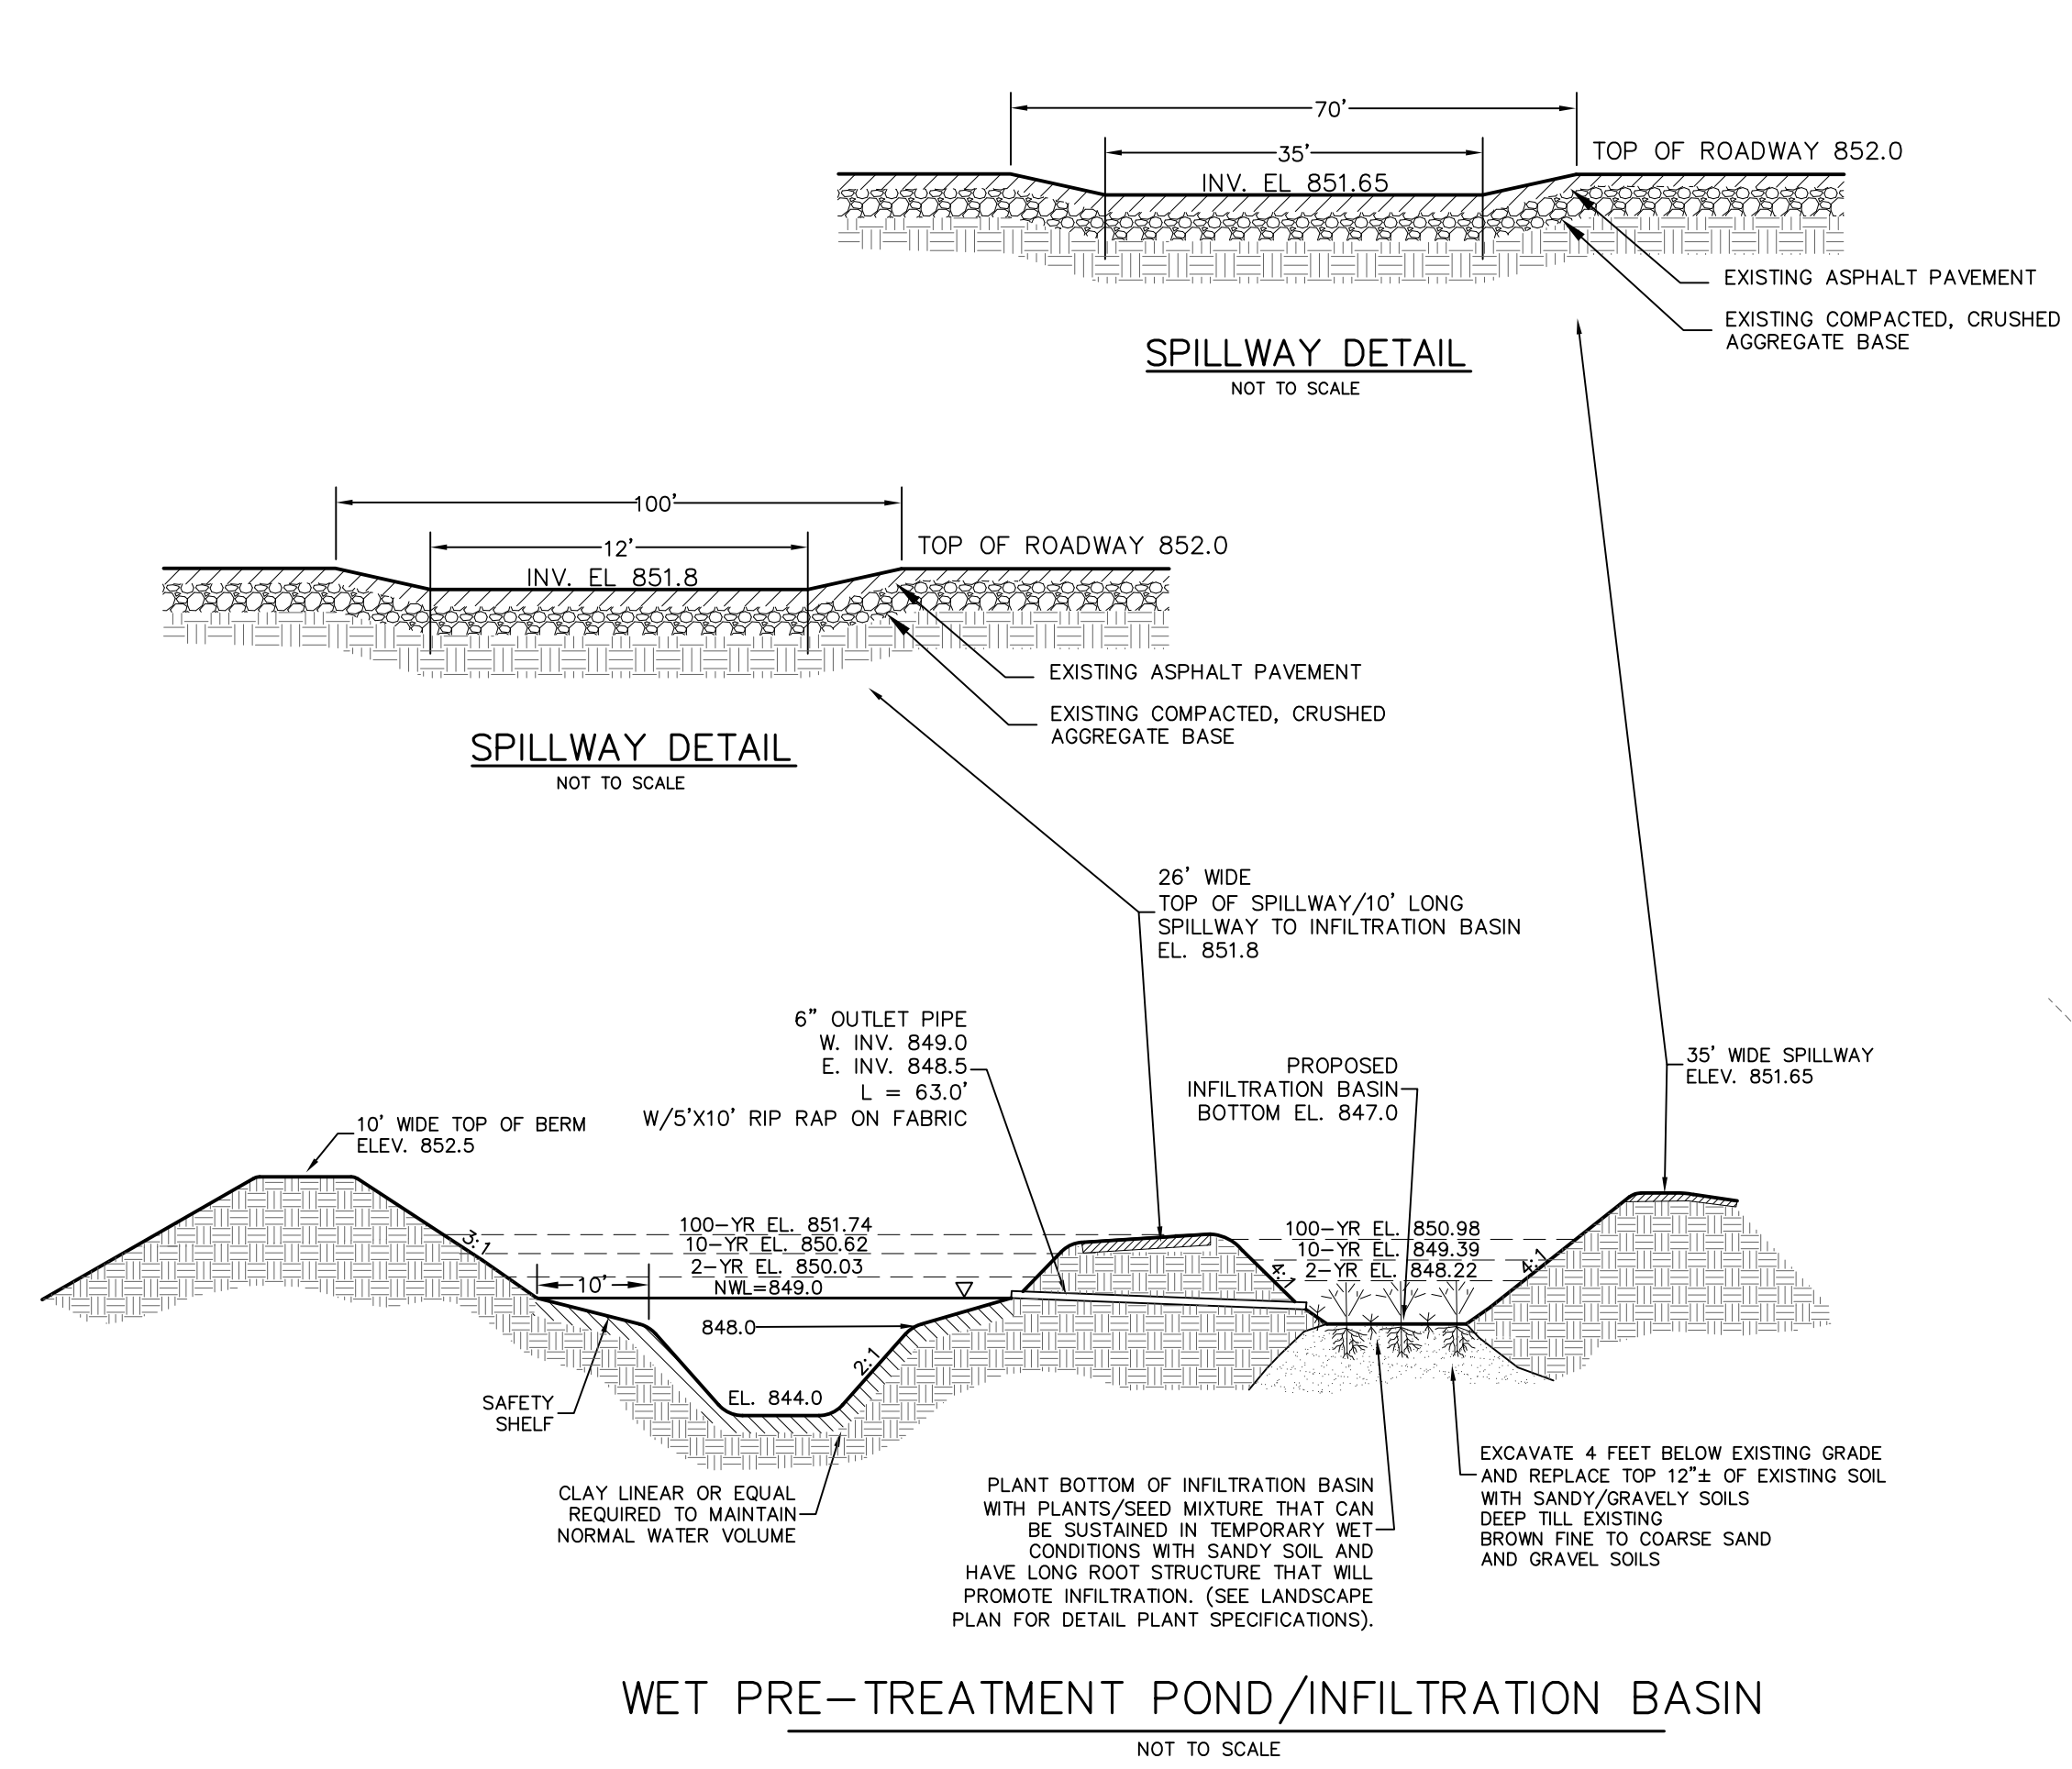 70'
35'
TOP OF ROADWAY 852.0
INV. EL 851.65
EXISTING ASPHALT PAVEMENT
EXISTING COMPACTED, CRUSHED
AGGREGATE BASE
SPILLWAY DETAIL
NOT TO SCALE
100'
12'
TOP OF ROADWAY 852.0
INV. EL 851.8
EXISTING ASPHALT PAVEMENT
EXISTING COMPACTED, CRUSHED
AGGREGATE BASE
SPILLWAY DETAIL
NOT TO SCALE
26' WIDE
TOP OF SPILLWAY/10' LONG
SPILLWAY TO INFILTRATION BASIN
EL. 851.8
6" OUTLET PIPE
W. INV. 849.0
E. INV. 848.5
L = 63.0'
W/5'X10' RIP RAP ON FABRIC
PROPOSED
INFILTRATION BASIN
BOTTOM EL. 847.0
35' WIDE SPILLWAY
ELEV. 851.65
10' WIDE TOP OF BERM
ELEV. 852.5
3:1
100-YR EL. 851.74
10-YR EL. 850.62
2-YR EL. 850.03
NWL=849.0
10'
848.0
2:1
EL. 844.0
SAFETY
SHELF
4:1
100-YR EL. 850.98
10-YR EL. 849.39
2-YR EL. 848.22
4:1
CLAY LINEAR OR EQUAL
REQUIRED TO MAINTAIN
NORMAL WATER VOLUME
PLANT BOTTOM OF INFILTRATION BASIN
WITH PLANTS/SEED MIXTURE THAT CAN
BE SUSTAINED IN TEMPORARY WET
CONDITIONS WITH SANDY SOIL AND
HAVE LONG ROOT STRUCTURE THAT WILL
PROMOTE INFILTRATION. (SEE LANDSCAPE
PLAN FOR DETAIL PLANT SPECIFICATIONS).
EXCAVATE 4 FEET BELOW EXISTING GRADE
AND REPLACE TOP 12"± OF EXISTING SOIL
WITH SANDY/GRAVELY SOILS
DEEP TILL EXISTING
BROWN FINE TO COARSE SAND
AND GRAVEL SOILS
WET PRE-TREATMENT POND/INFILTRATION BASIN
NOT TO SCALE